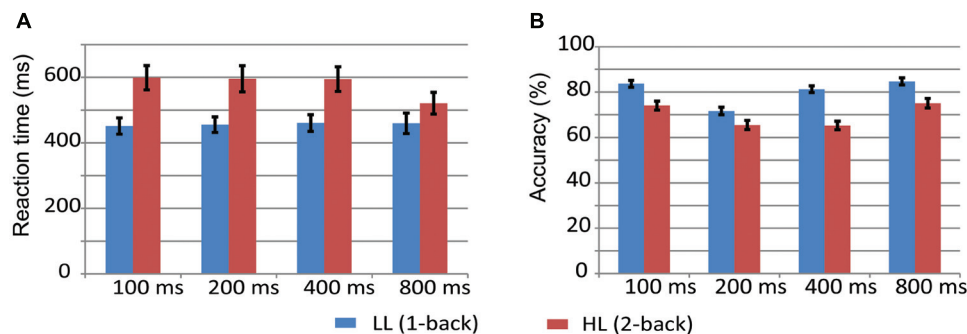 A
Reaction time (ms)
600
400
200
0
100 ms 200 ms 400 ms 800 ms
B
Accuracy (%)
100
80
60
40
20
0
100 ms 200 ms 400 ms 800 ms
LL (1-back) HL (2-back)